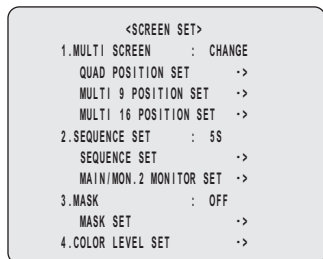 <SCREEN SET>
1.MULTI SCREEN : CHANGE
QUAD POSITION SET ->
MULTI 9 POSITION SET ->
MULTI 16 POSITION SET ->
2.SEQUENCE SET : 5S
SEQUENCE SET ->
MAIN/MON.2 MONITOR SET ->
3.MASK : OFF
MASK SET ->
4.COLOR LEVEL SET ->